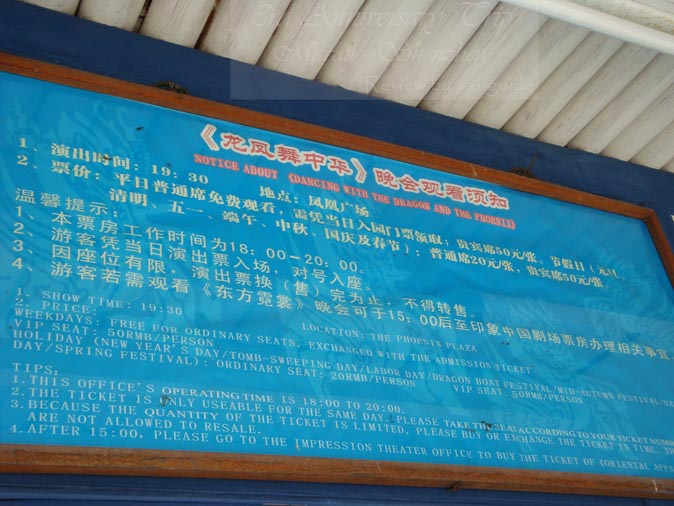 3rd Anniversary Trip
Macau - Shenzhen
Review by sanguide
《龙凤舞中华》晚会观看须知
NOTICE ABOUT《DANCING WITH THE DRAGON AND THE PHOENIX》
1、演出时间：19：30 地点：凤凰广场
2、票价：平日普通席免费观看，需凭当日入园门票领取；贵宾席50元/张。节假日（元旦、
清明、五一、端午、中秋、国庆及春节）：普通席20元/张，贵宾席50元/张。
温馨提示：
1、本票房工作时间为18：00-20：00。
2、游客凭当日演出票入场，对号入座。
3、因座位有限，演出票换（售）完为止，不得转售。
4、游客若需观看《东方霓裳》晚会可于15：00后至印象中国剧场票房办理相关事宜
1. SHOW TIME: 19:30 LOCATION: THE PHOENIX PLAZA
2. PRICE:
WEEKDAYS: FREE FOR ORDINARY SEATS, EXCHANGED WITH THE ADMISSION TICKET
VIP SEAT: 50RMB/PERSON
HOLIDAY (NEW YEAR'S DAY/TOMB-SWEEPING DAY/LABOR DAY/DRAGON BOAT FESTIVAL/MID-AUTUMN FESTIVAL/NA
DAY/SPRING FESTIVAL): ORDINARY SEAT: 20RMB/PERSON VIP SEAT: 50RMB/PERSON
TIPS:
1. THIS OFFICE'S OPERATING TIME IS 18:00 TO 20:00.
2. THE TICKET IS ONLY USEABLE FOR THE SAME DAY, PLEASE TAKE THE SEAT ACCORDING TO YOUR TICKET NUMB
3. BECAUSE THE QUANTITY OF THE TICKET IS LIMITED, PLEASE BUY OR EXCHANGE THE TICKET IN TIME. TH
ARE NOT ALLOWED TO RESALE.
4. AFTER 15:00, PLEASE GO TO THE IMPRESSION THEATER OFFICE TO BUY THE TICKET OF《ORIENTAL APPA